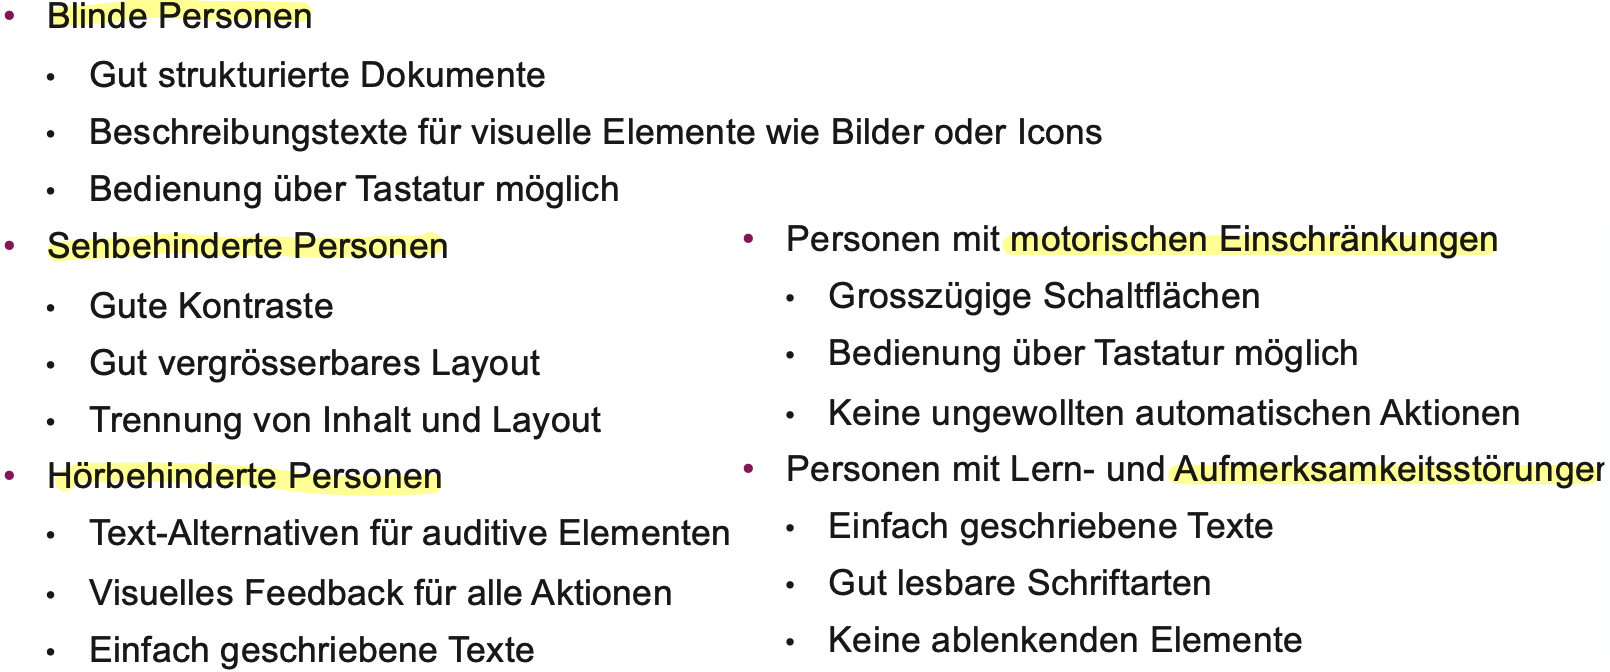 • Blinde Personen
• Gut strukturierte Dokumente
• Beschreibungstexte für visuelle Elemente wie Bilder oder Icons
• Bedienung über Tastatur möglich
• Sehbehinderte Personen
• Gute Kontraste
• Gut vergrösserbares Layout
• Trennung von Inhalt und Layout
• Hörbehinderte Personen
• Text-Alternativen für auditive Elementen
• Visuelles Feedback für alle Aktionen
• Einfach geschriebene Texte
• Personen mit motorischen Einschränkungen
• Grosszügige Schaltflächen
• Bedienung über Tastatur möglich
• Keine ungewollten automatischen Aktionen
• Personen mit Lern- und Aufmerksamkeitsstörungen
• Einfach geschriebene Texte
• Gut lesbare Schriftarten
• Keine ablenkenden Elemente